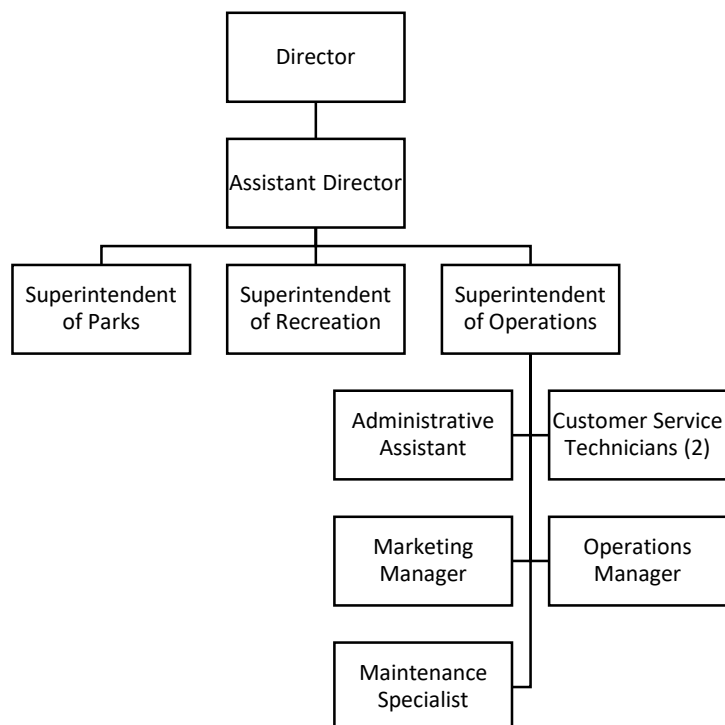 Director
Assistant Director
Superintendent
of Parks
Superintendent
of Recreation
Superintendent
of Operations
Administrative
Assistant
Customer Service
Technicians (2)
Marketing
Manager
Operations
Manager
Maintenance
Specialist